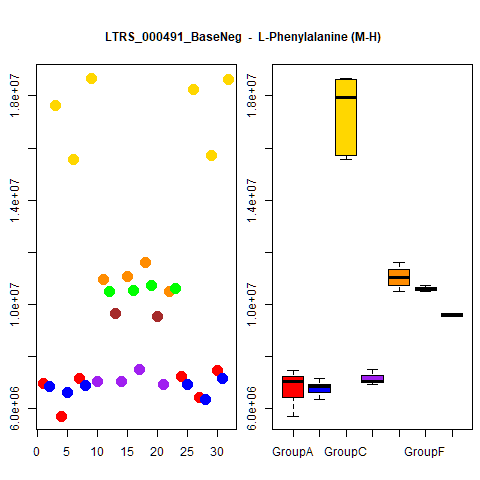 LTRS_000491_BaseNeg - L-Phenylalanine (M-H)
6.0e+06 1.0e+07 1.4e+07 1.8e+07
0 5 10 15 20 25 30
6.0e+06 1.0e+07 1.4e+07 1.8e+07
GroupA GroupC GroupF